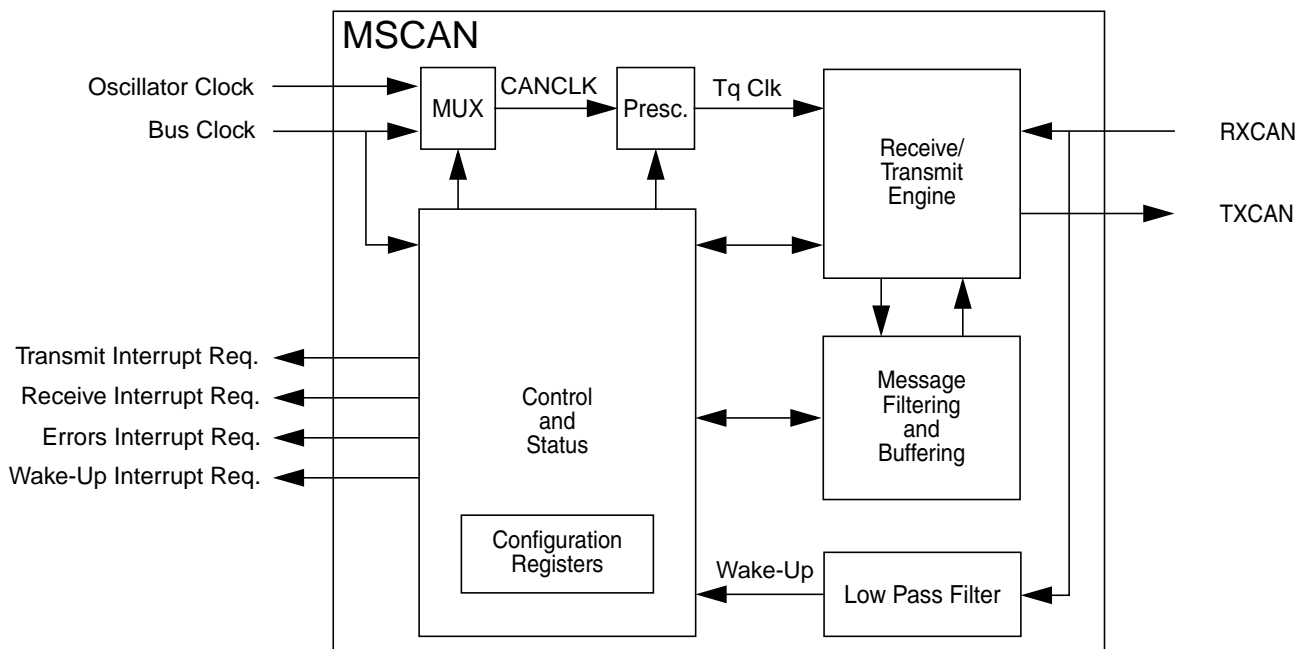 MSCAN
Oscillator Clock
Bus Clock
MUX
CANCLK
Presc.
Tq Clk
Receive/
Transmit
Engine
RXCAN
TXCAN
Transmit Interrupt Req.
Receive Interrupt Req.
Errors Interrupt Req.
Wake-Up Interrupt Req.
Control
and
Status
Message
Filtering
and
Buffering
Configuration
Registers
Wake-Up
Low Pass Filter